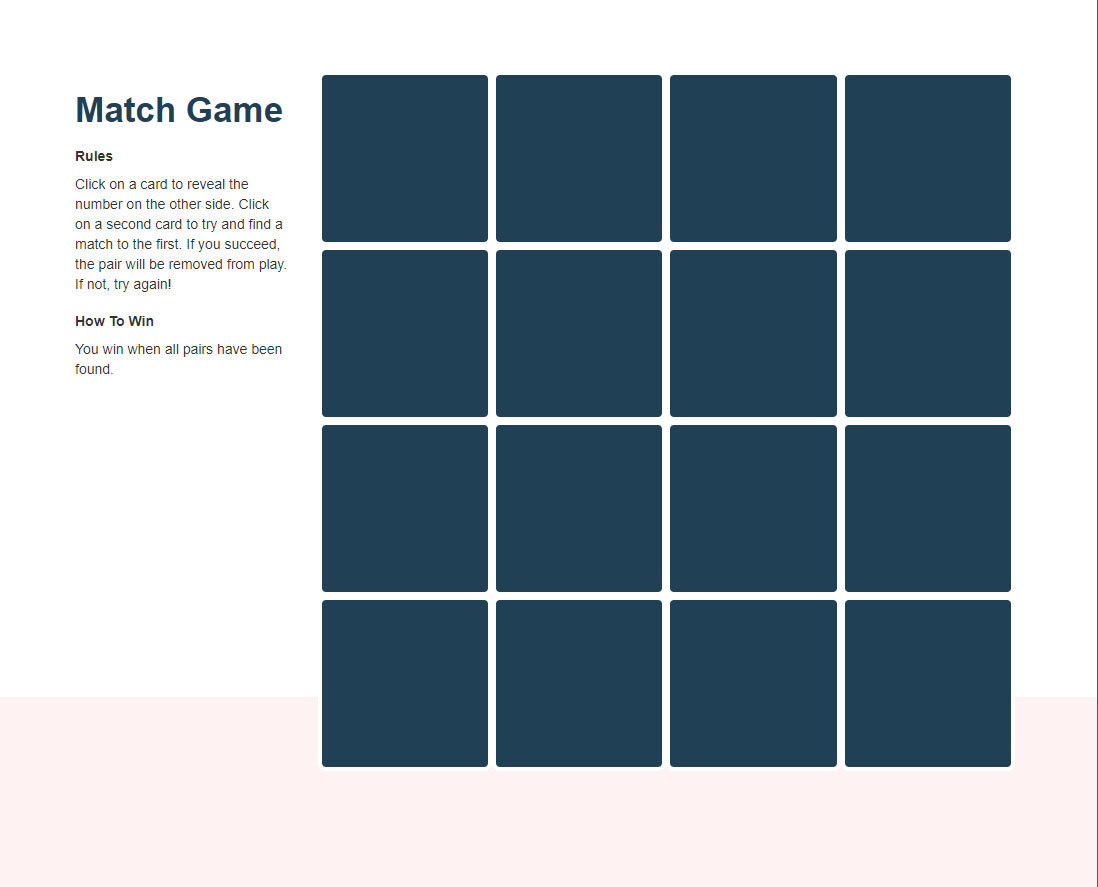 Match Game
Rules
Click on a card to reveal the
number on the other side. Click
on a second card to try and find a
match to the first. If you succeed,
the pair will be removed from play.
If not, try again!
How To Win
You win when all pairs have been
found.